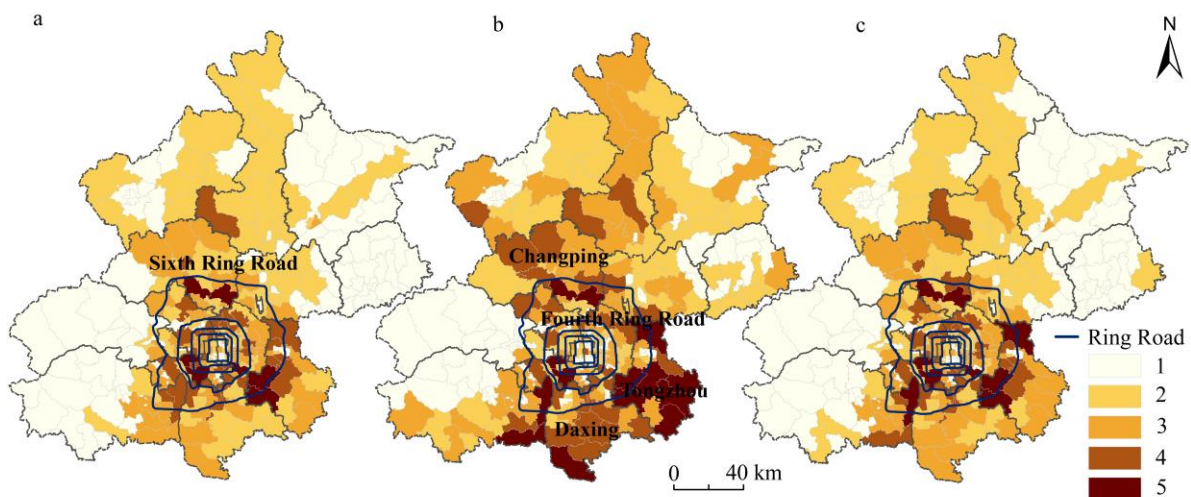 a
b
c
N
Sixth Ring Road
Changping
Fourth Ring Road
Tongzhou
Daxing
0 40 km
Ring Road
1
2
3
4
5